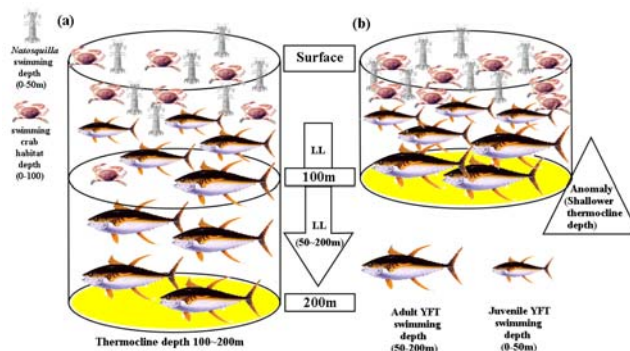 (a)
(b)
Natosquilla
swimming
depth
(0-50m)
swimming
crab
habitat
depth
(0-100)
Surface
LL
100m
LL
(50~200m)
200m
Thermocline depth 100~200m
Anomaly
(Shallower
thermocline
depth)
Adult YFT
swimming
depth
(50-200m)
Juvenile YFT
swimming
depth
(0-50m)